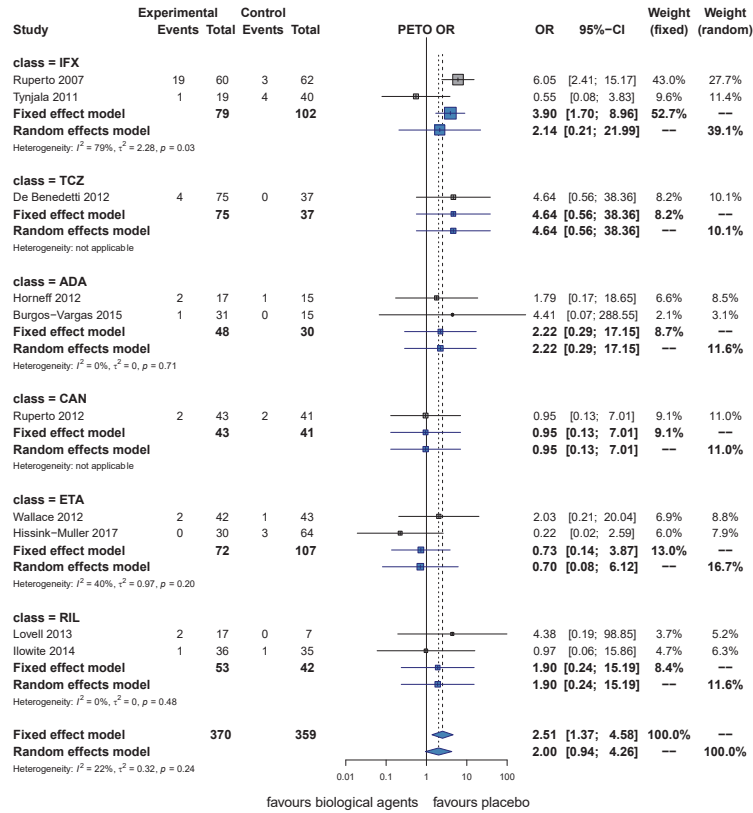 Experimental Control Weight Weight
Study Events Total Events Total PETO OR OR 95%−CI (fixed) (random)
class = IFX
Ruperto 2007 19 60 3 62 6.05 [2.41; 15.17] 43.0% 27.7%
Tynjala 2011 1 19 4 40 0.55 [0.08; 3.83] 9.6% 11.4%
Fixed effect model 79 102 3.90 [1.70; 8.96] 52.7% −−
Random effects model 2.14 [0.21; 21.99] −− 39.1%
Heterogeneity: I² = 79%, τ² = 2.28, p = 0.03
class = TCZ
De Benedetti 2012 4 75 0 37 4.64 [0.56; 38.36] 8.2% 10.1%
Fixed effect model 75 37 4.64 [0.56; 38.36] 8.2% −−
Random effects model 4.64 [0.56; 38.36] −− 10.1%
Heterogeneity: not applicable
class = ADA
Horneff 2012 2 17 1 15 1.79 [0.17; 18.65] 6.6% 8.5%
Burgos−Vargas 2015 1 31 0 15 4.41 [0.07; 288.55] 2.1% 3.1%
Fixed effect model 48 30 2.22 [0.29; 17.15] 8.7% −−
Random effects model 2.22 [0.29; 17.15] −− 11.6%
Heterogeneity: I² = 0%, τ² = 0, p = 0.71
class = CAN
Ruperto 2012 2 43 2 41 0.95 [0.13; 7.01] 9.1% 11.0%
Fixed effect model 43 41 0.95 [0.13; 7.01] 9.1% −−
Random effects model 0.95 [0.13; 7.01] −− 11.0%
Heterogeneity: not applicable
class = ETA
Wallace 2012 2 42 1 43 2.03 [0.21; 20.04] 6.9% 8.8%
Hissink−Muller 2017 0 30 3 64 0.22 [0.02; 2.59] 6.0% 7.9%
Fixed effect model 72 107 0.73 [0.14; 3.87] 13.0% −−
Random effects model 0.70 [0.08; 6.12] −− 16.7%
Heterogeneity: I² = 40%, τ² = 0.97, p = 0.20
class = RIL
Lovell 2013 2 17 0 7 4.38 [0.19; 98.85] 3.7% 5.2%
Ilowite 2014 1 36 1 35 0.97 [0.06; 15.86] 4.7% 6.3%
Fixed effect model 53 42 1.90 [0.24; 15.19] 8.4% −−
Random effects model 1.90 [0.24; 15.19] −− 11.6%
Heterogeneity: I² = 0%, τ² = 0, p = 0.48
Fixed effect model 370 359 2.51 [1.37; 4.58] 100.0% −−
Random effects model 2.00 [0.94; 4.26] −− 100.0%
Heterogeneity: I² = 22%, τ² = 0.32, p = 0.24
0.01 0.1 1 10 100
favours biological agents favours placebo